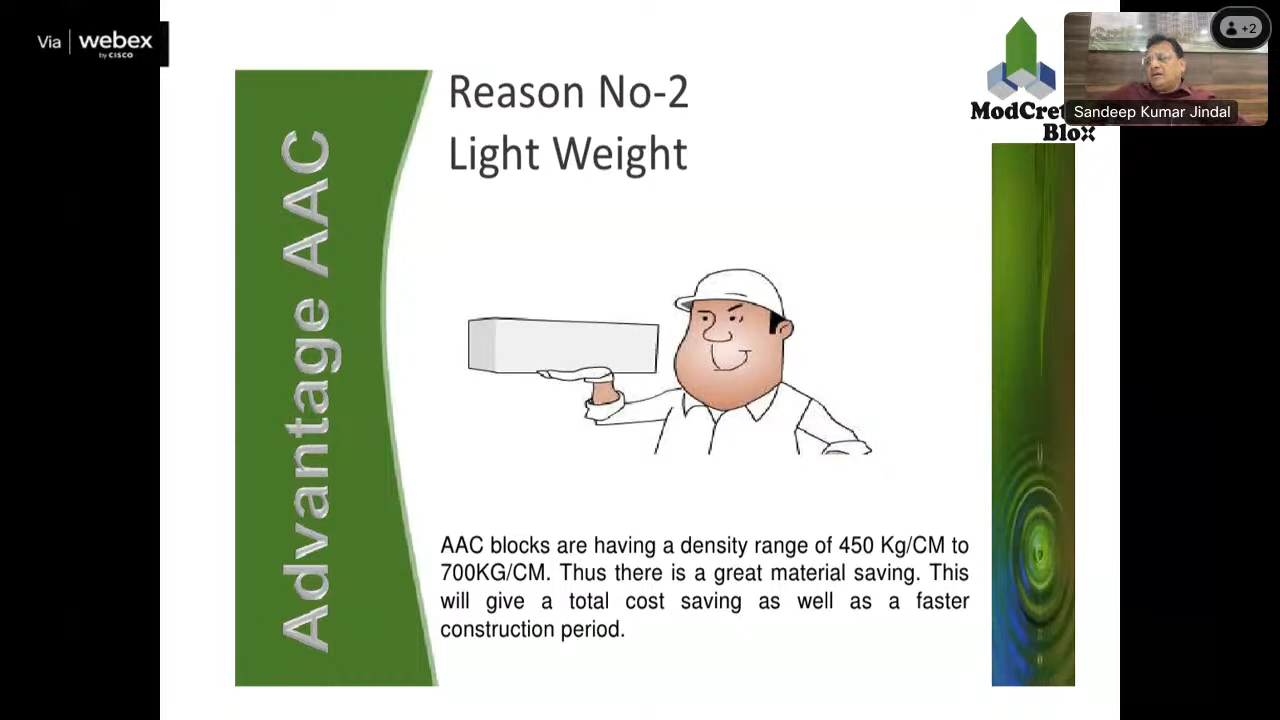 Via webex
by CISCO
+2
Reason No-2
Light Weight
ModCret
Blox
Sandeep Kumar Jindal
Advantage AAC
AAC blocks are having a density range of 450 Kg/CM to
700KG/CM. Thus there is a great material saving. This
will give a total cost saving as well as a faster
construction period.